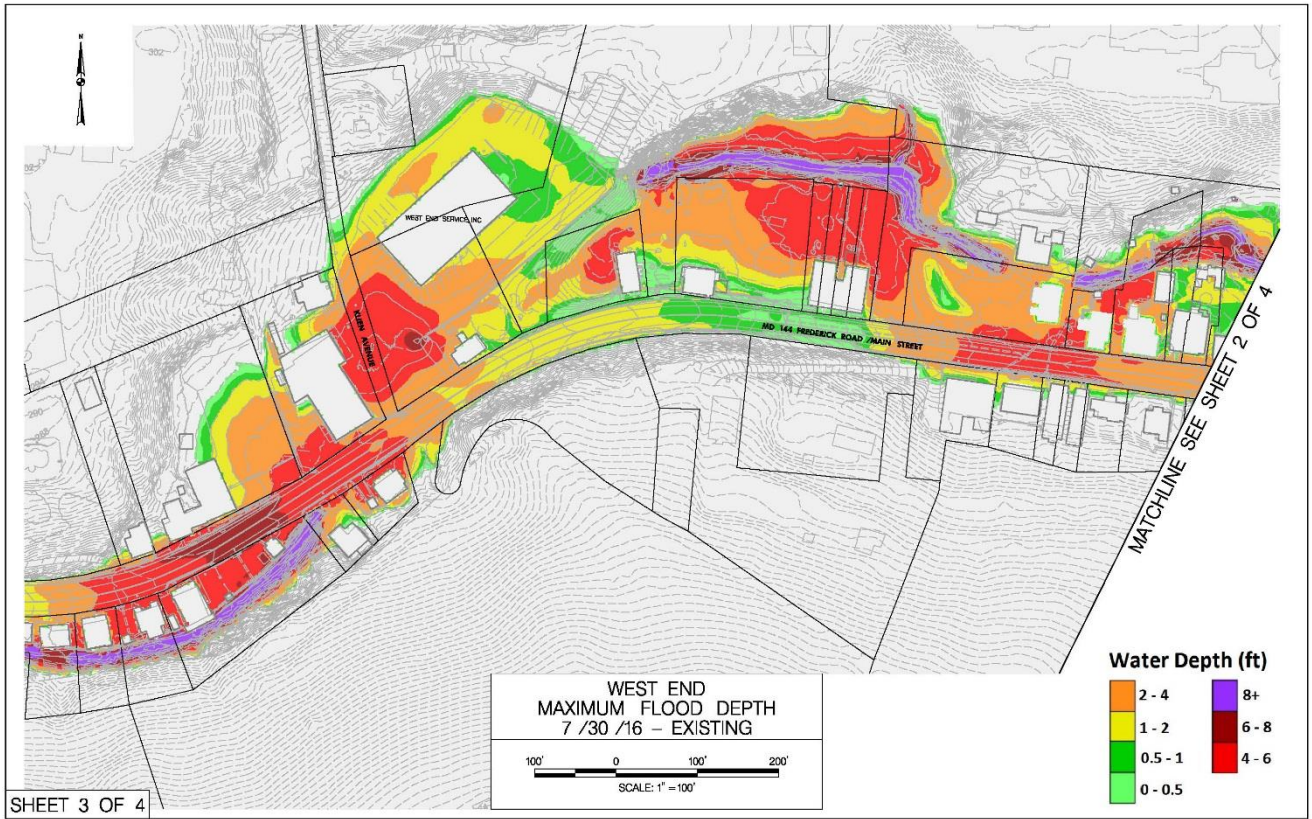 N
302
WEST END SERVICE, INC
KLEIN AVENUE
MD 144 FREDERICK ROAD /MAIN STREET
290
MATCHLINE SEE SHEET 2 OF 4
WEST END
MAXIMUM FLOOD DEPTH
7 /30 /16 - EXISTING
100' 0 100' 200'
SCALE: 1" = 100'
Water Depth (ft)
2 - 4
1 - 2
0.5 - 1
0 - 0.5
8+
6 - 8
4 - 6
SHEET 3 OF 4